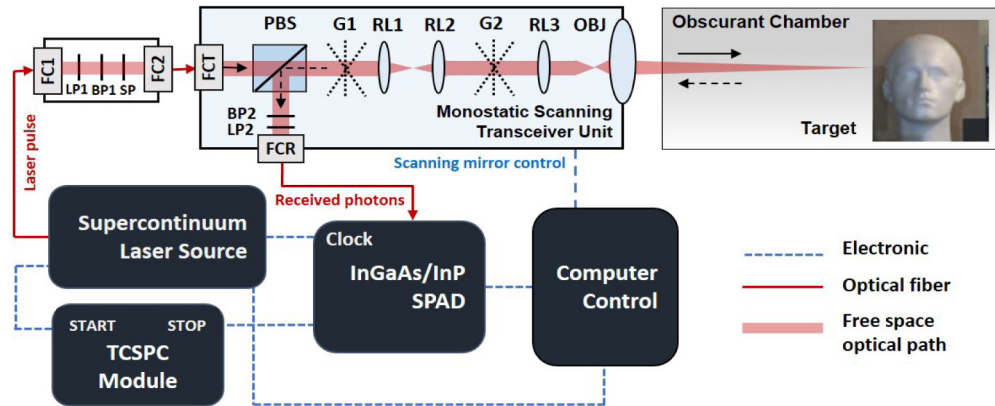 PBS G1 RL1 RL2 G2 RL3 OBJ
Obscurant Chamber
FC1
LP1 BP1 SP
FC2
FCT
BP2
LP2
FCR
Monostatic Scanning
Transceiver Unit
Target
Laser pulse
Scanning mirror control
Received photons
Supercontinuum
Laser Source
Clock
InGaAs/InP
SPAD
Computer
Control
START STOP
TCSPC
Module
Electronic
Optical fiber
Free space
optical path